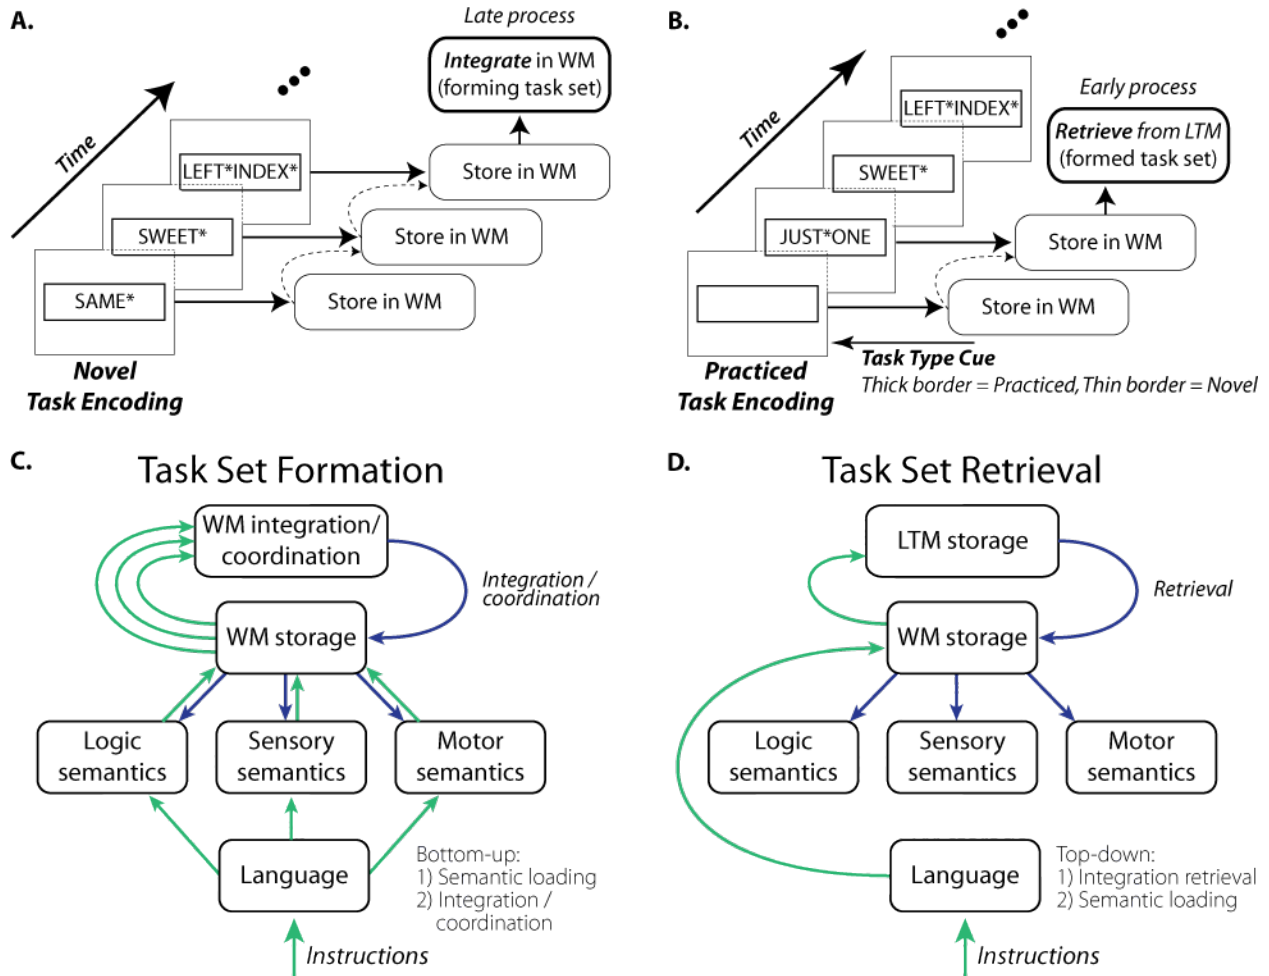 A.
Late process
Integrate in WM
(forming task set)
Time
LEFT*INDEX*
Store in WM
SWEET*
Store in WM
SAME*
Store in WM
Novel
Task Encoding
B.
Early process
LEFT*INDEX*
Retrieve from LTM
(formed task set)
Time
SWEET*
JUST*ONE
Store in WM
Store in WM
Task Type Cue
Practiced
Task Encoding
Thick border = Practiced, Thin border = Novel
C.
Task Set Formation
WM integration/
coordination
Integration /
coordination
WM storage
Logic
semantics
Sensory
semantics
Motor
semantics
Language
Bottom-up:
1) Semantic loading
2) Integration /
coordination
Instructions
D.
Task Set Retrieval
LTM storage
Retrieval
WM storage
Logic
semantics
Sensory
semantics
Motor
semantics
Language
Top-down:
1) Integration retrieval
2) Semantic loading
Instructions